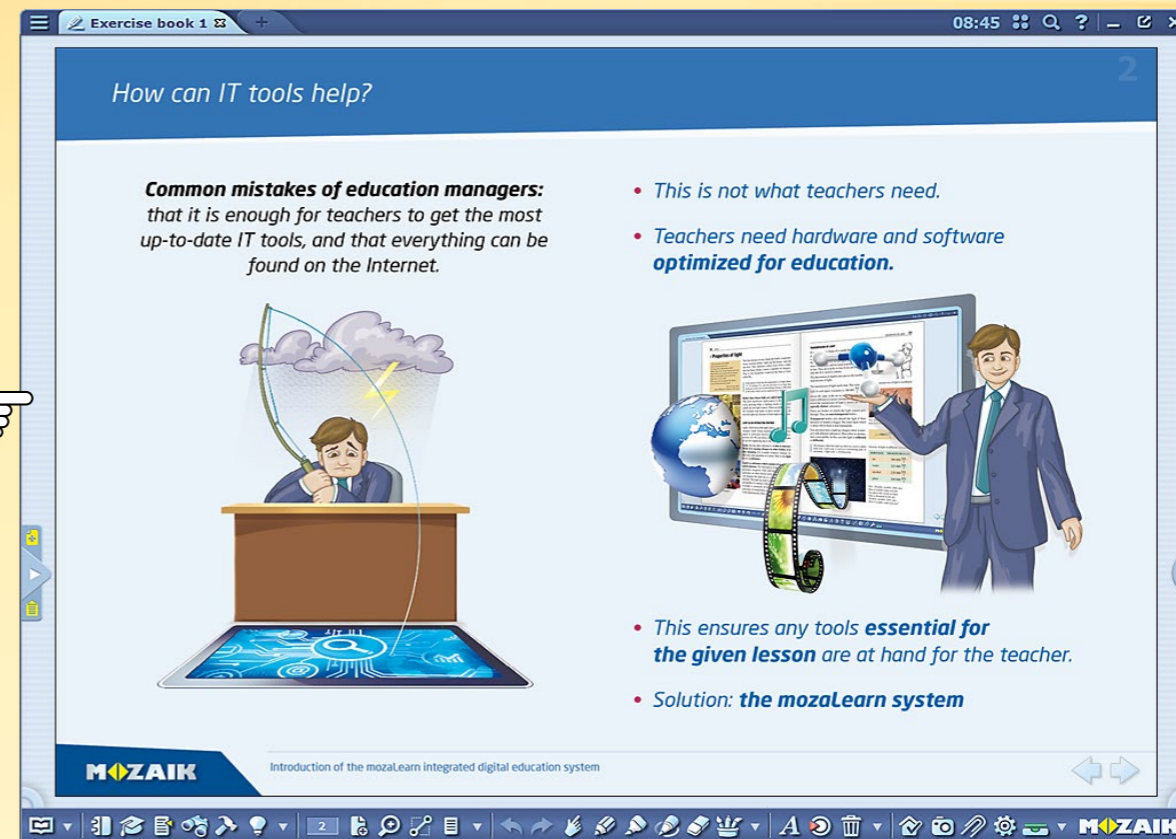 Exercise book 1
08:45
2
How can IT tools help?
Common mistakes of education managers:
that it is enough for teachers to get the most
up-to-date IT tools, and that everything can be
found on the Internet.
• This is not what teachers need.
• Teachers need hardware and software
optimized for education.
Properties of light
• This ensures any tools essential for
the given lesson are at hand for the teacher.
• Solution: the mozaLearn system
MOZAIK
Introduction of the mozaLearn integrated digital education system
2
A
MOZAIK